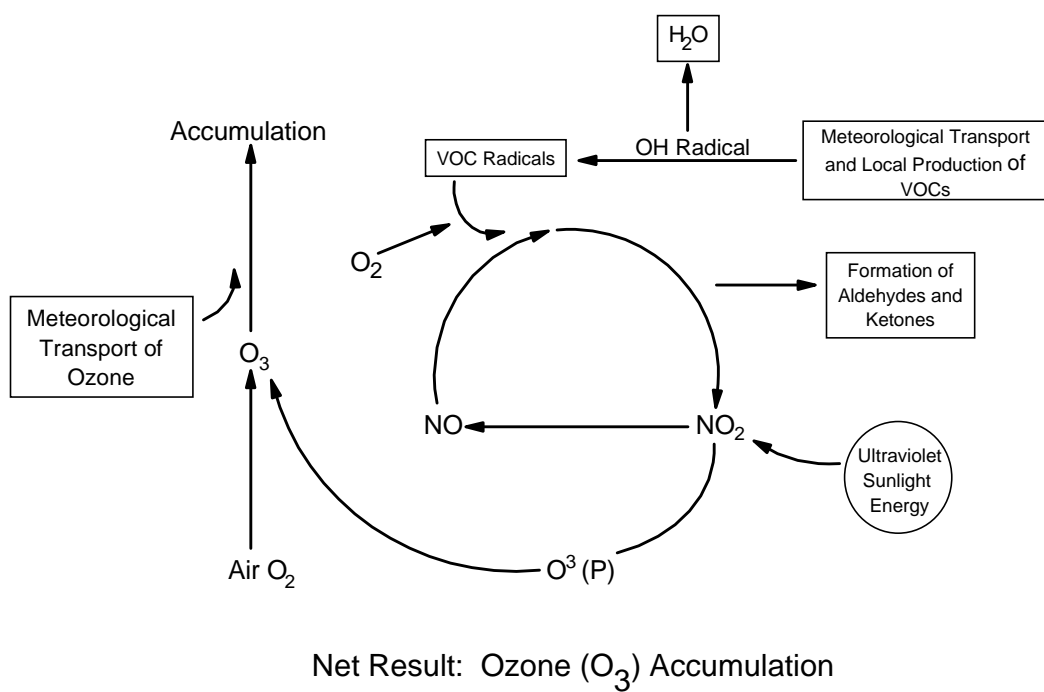 H₂O
Accumulation
VOC Radicals
OH Radical
Meteorological Transport
and Local Production of
VOCs
O₂
Formation of
Aldehydes and
Ketones
Meteorological
Transport of
Ozone
O₃
NO
NO₂
Ultraviolet
Sunlight
Energy
Air O₂
O³ (P)
Net Result: Ozone (O₃) Accumulation